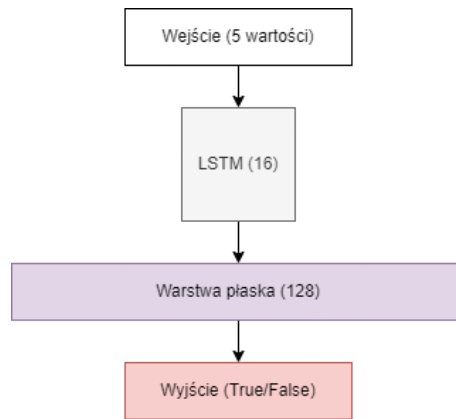 Wejście (5 wartości)
LSTM (16)
Warstwa płaska (128)
Wyjście (True/False)